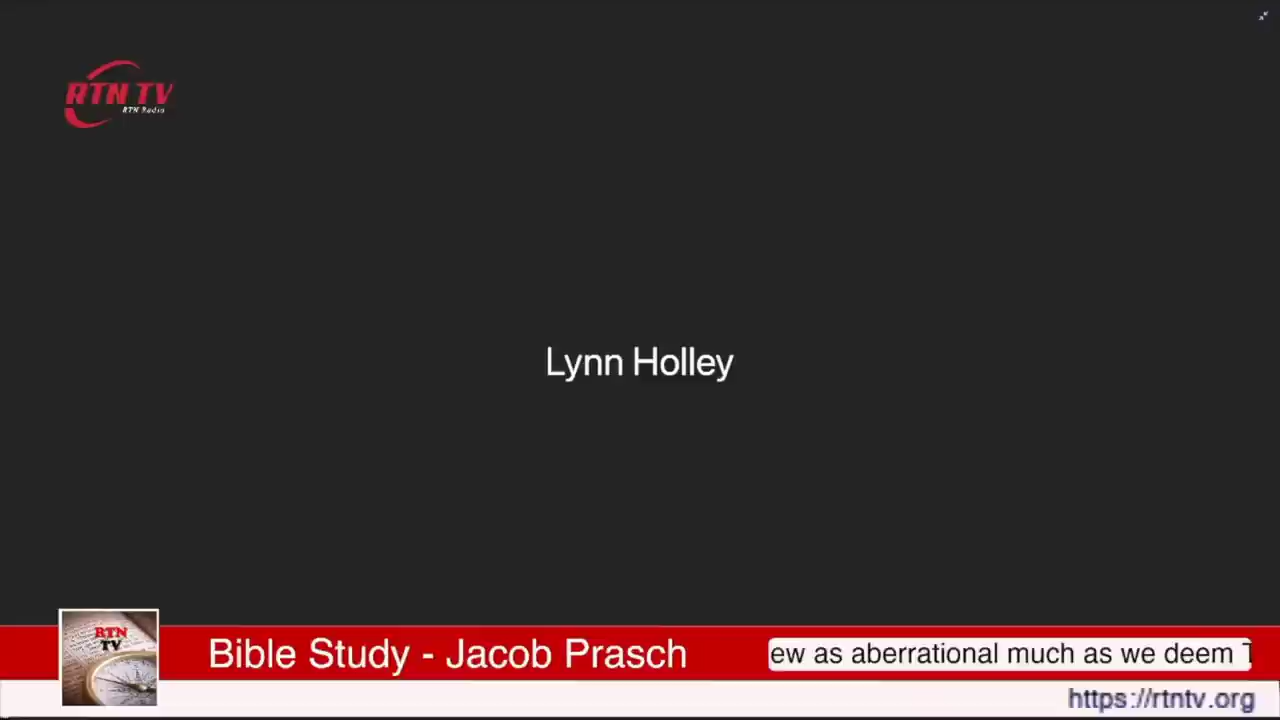 RTN TV
RTN Radio
Lynn Holley
RTN
TV
Bible Study - Jacob Prasch
ew as aberrational much as we deem
https://rtntv.org